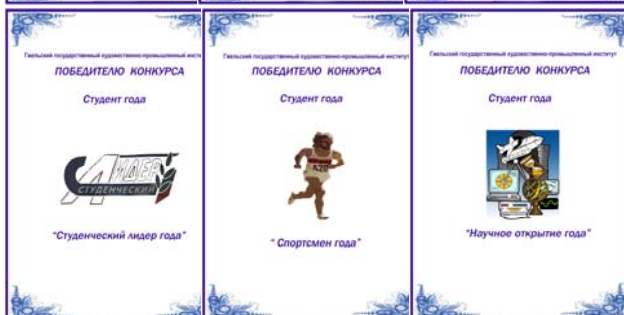 Гжельский государственный художественно-промышленный инст
ПОБЕДИТЕЛЮ КОНКУРСА
Студент года
ЛИДЕР
СТУДЕНЧЕСКИЙ
"Студенческий лидер года"
Гжельский государственный художественно-промышленный институт
ПОБЕДИТЕЛЮ КОНКУРСА
Студент года
"Спортсмен года"
Гжельский государственный художественно-промышленный институт
ПОБЕДИТЕЛЮ КОНКУРСА
Студент года
"Научное открытие года"